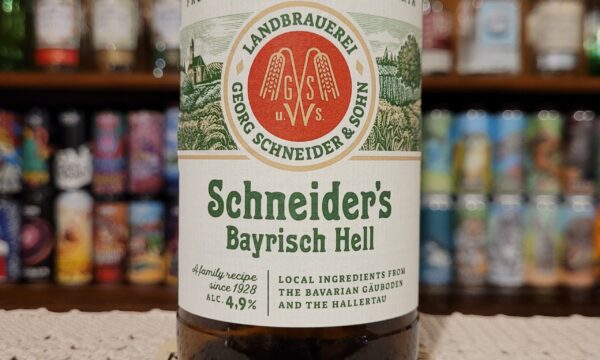 LANDBRAUEREI
GEORG SCHNEIDER & SOHN
G S
u. S.
Schneider's
Bayrisch Hell
A family recipe
since 1928
ALC. 4,9%
LOCAL INGREDIENTS FROM
THE BAVARIAN GÄUBODEN
AND THE HALLERTAU